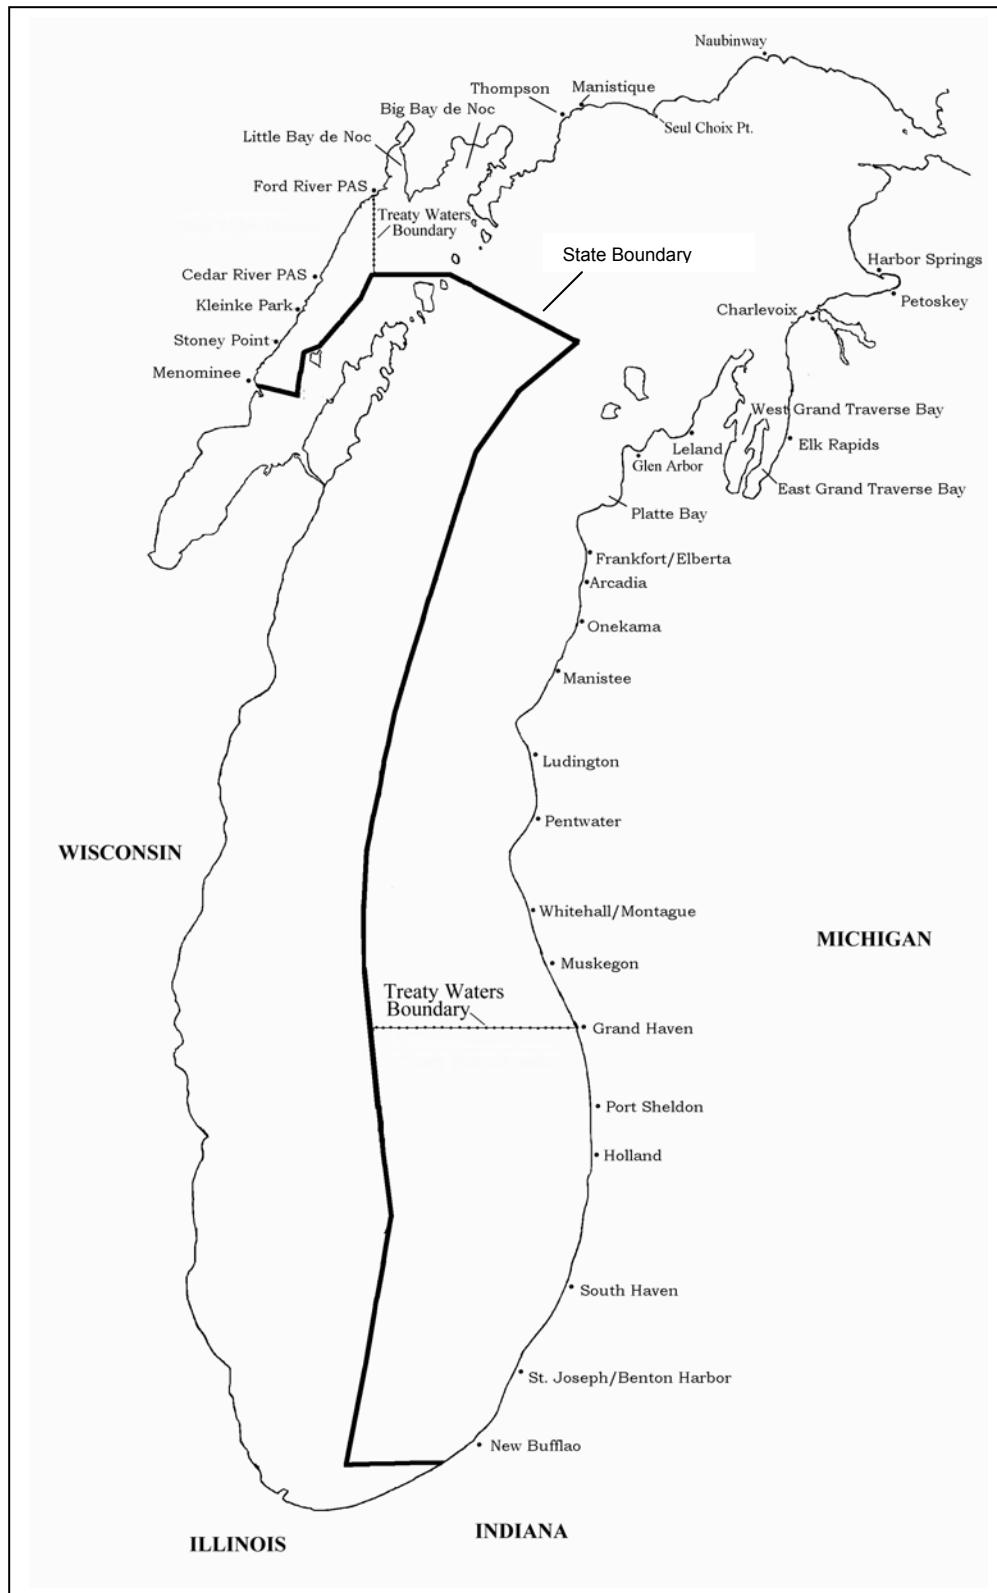 Naubinway
Thompson
Manistique
Big Bay de Noc
Seul Choix Pt.
Little Bay de Noc
Ford River PAS
Treaty Waters
Boundary
State Boundary
Harbor Springs
Cedar River PAS
Petoskey
Kleinke Park
Charlevoix
Stoney Point
Menominee
West Grand Traverse Bay
Leland
Elk Rapids
Glen Arbor
East Grand Traverse Bay
Platte Bay
Frankfort/Elberta
Arcadia
Onekama
Manistee
Ludington
Pentwater
WISCONSIN
Whitehall/Montague
MICHIGAN
Muskegon
Treaty Waters
Boundary
Grand Haven
Port Sheldon
Holland
South Haven
St. Joseph/Benton Harbor
New Bufflao
INDIANA
ILLINOIS